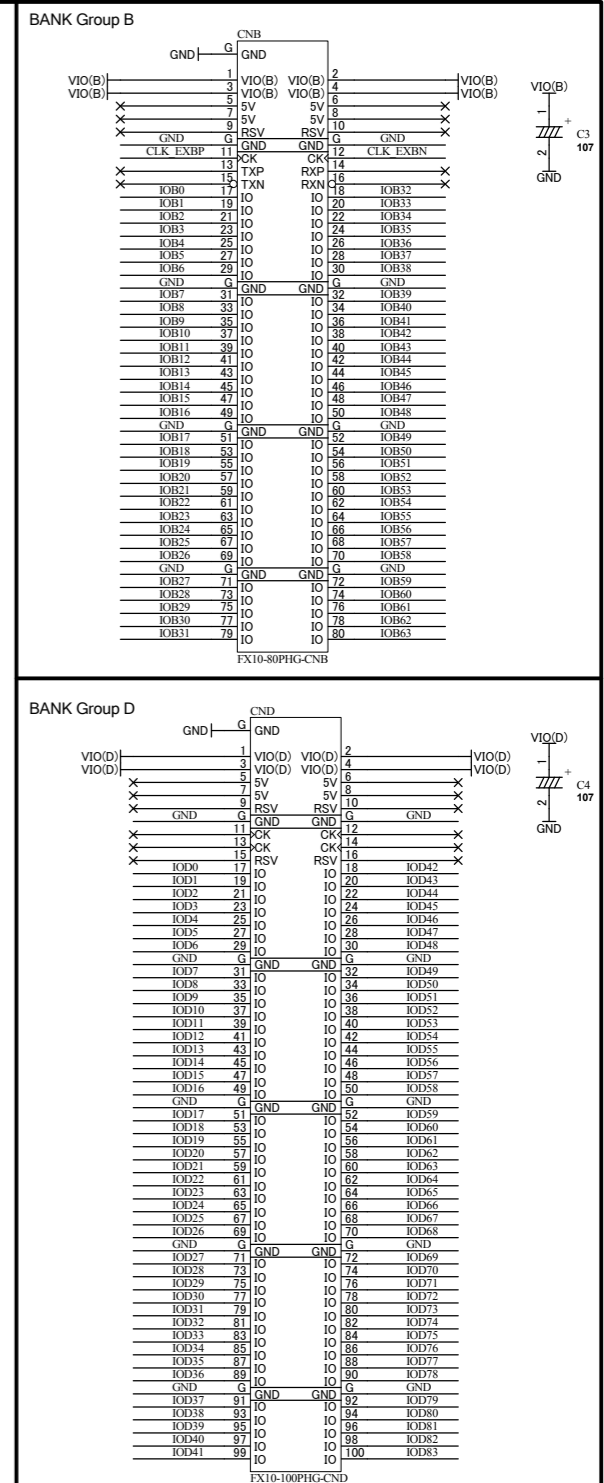 BANK Group B
CNB
GND G GND
VIO(B) 1 VIO(B) VIO(B) 2 VIO(B)
VIO(B) 3 VIO(B) VIO(B) 4 VIO(B)
5 5V 5V 6
7 5V 5V 8
9 RSV RSV 10
GND G GND GND G GND
CLK_EXBP 11 CK CK 12 CLK_EXBN
13 TXP RXP 14
15 TXN RXN 16
IOB0 17 IO IO 18 IOB32
IOB1 19 IO IO 20 IOB33
IOB2 21 IO IO 22 IOB34
IOB3 23 IO IO 24 IOB35
IOB4 25 IO IO 26 IOB36
IOB5 27 IO IO 28 IOB37
IOB6 29 IO IO 30 IOB38
GND G GND GND G GND
IOB7 31 IO IO 32 IOB39
IOB8 33 IO IO 34 IOB40
IOB9 35 IO IO 36 IOB41
IOB10 37 IO IO 38 IOB42
IOB11 39 IO IO 40 IOB43
IOB12 41 IO IO 42 IOB44
IOB13 43 IO IO 44 IOB45
IOB14 45 IO IO 46 IOB46
IOB15 47 IO IO 48 IOB47
IOB16 49 IO IO 50 IOB48
GND G GND GND G GND
IOB17 51 IO IO 52 IOB49
IOB18 53 IO IO 54 IOB50
IOB19 55 IO IO 56 IOB51
IOB20 57 IO IO 58 IOB52
IOB21 59 IO IO 60 IOB53
IOB22 61 IO IO 62 IOB54
IOB23 63 IO IO 64 IOB55
IOB24 65 IO IO 66 IOB56
IOB25 67 IO IO 68 IOB57
IOB26 69 IO IO 70 IOB58
GND G GND GND G GND
IOB27 71 IO IO 72 IOB59
IOB28 73 IO IO 74 IOB60
IOB29 75 IO IO 76 IOB61
IOB30 77 IO IO 78 IOB62
IOB31 79 IO IO 80 IOB63
FX10-80PHG-CNB
VIO(B)
1
+
C3
107
2
GND
BANK Group D
CND
GND G GND
VIO(D) 1 VIO(D) VIO(D) 2 VIO(D)
VIO(D) 3 VIO(D) VIO(D) 4 VIO(D)
5 5V 5V 6
7 5V 5V 8
9 RSV RSV 10
GND G GND GND G GND
11 CK CK 12
13 CK CK 14
15 RSV RSV 16
IOD0 17 IO IO 18 IOD42
IOD1 19 IO IO 20 IOD43
IOD2 21 IO IO 22 IOD44
IOD3 23 IO IO 24 IOD45
IOD4 25 IO IO 26 IOD46
IOD5 27 IO IO 28 IOD47
IOD6 29 IO IO 30 IOD48
GND G GND GND G GND
IOD7 31 IO IO 32 IOD49
IOD8 33 IO IO 34 IOD50
IOD9 35 IO IO 36 IOD51
IOD10 37 IO IO 38 IOD52
IOD11 39 IO IO 40 IOD53
IOD12 41 IO IO 42 IOD54
IOD13 43 IO IO 44 IOD55
IOD14 45 IO IO 46 IOD56
IOD15 47 IO IO 48 IOD57
IOD16 49 IO IO 50 IOD58
GND G GND GND G GND
IOD17 51 IO IO 52 IOD59
IOD18 53 IO IO 54 IOD60
IOD19 55 IO IO 56 IOD61
IOD20 57 IO IO 58 IOD62
IOD21 59 IO IO 60 IOD63
IOD22 61 IO IO 62 IOD64
IOD23 63 IO IO 64 IOD65
IOD24 65 IO IO 66 IOD66
IOD25 67 IO IO 68 IOD67
IOD26 69 IO IO 70 IOD68
GND G GND GND G GND
IOD27 71 IO IO 72 IOD69
IOD28 73 IO IO 74 IOD70
IOD29 75 IO IO 76 IOD71
IOD30 77 IO IO 78 IOD72
IOD31 79 IO IO 80 IOD73
IOD32 81 IO IO 82 IOD74
IOD33 83 IO IO 84 IOD75
IOD34 85 IO IO 86 IOD76
IOD35 87 IO IO 88 IOD77
IOD36 89 IO IO 90 IOD78
GND G GND GND G GND
IOD37 91 IO IO 92 IOD79
IOD38 93 IO IO 94 IOD80
IOD39 95 IO IO 96 IOD81
IOD40 97 IO IO 98 IOD82
IOD41 99 IO IO 100 IOD83
FX10-100PHG-CND
VIO(D)
1
+
C4
107
2
GND